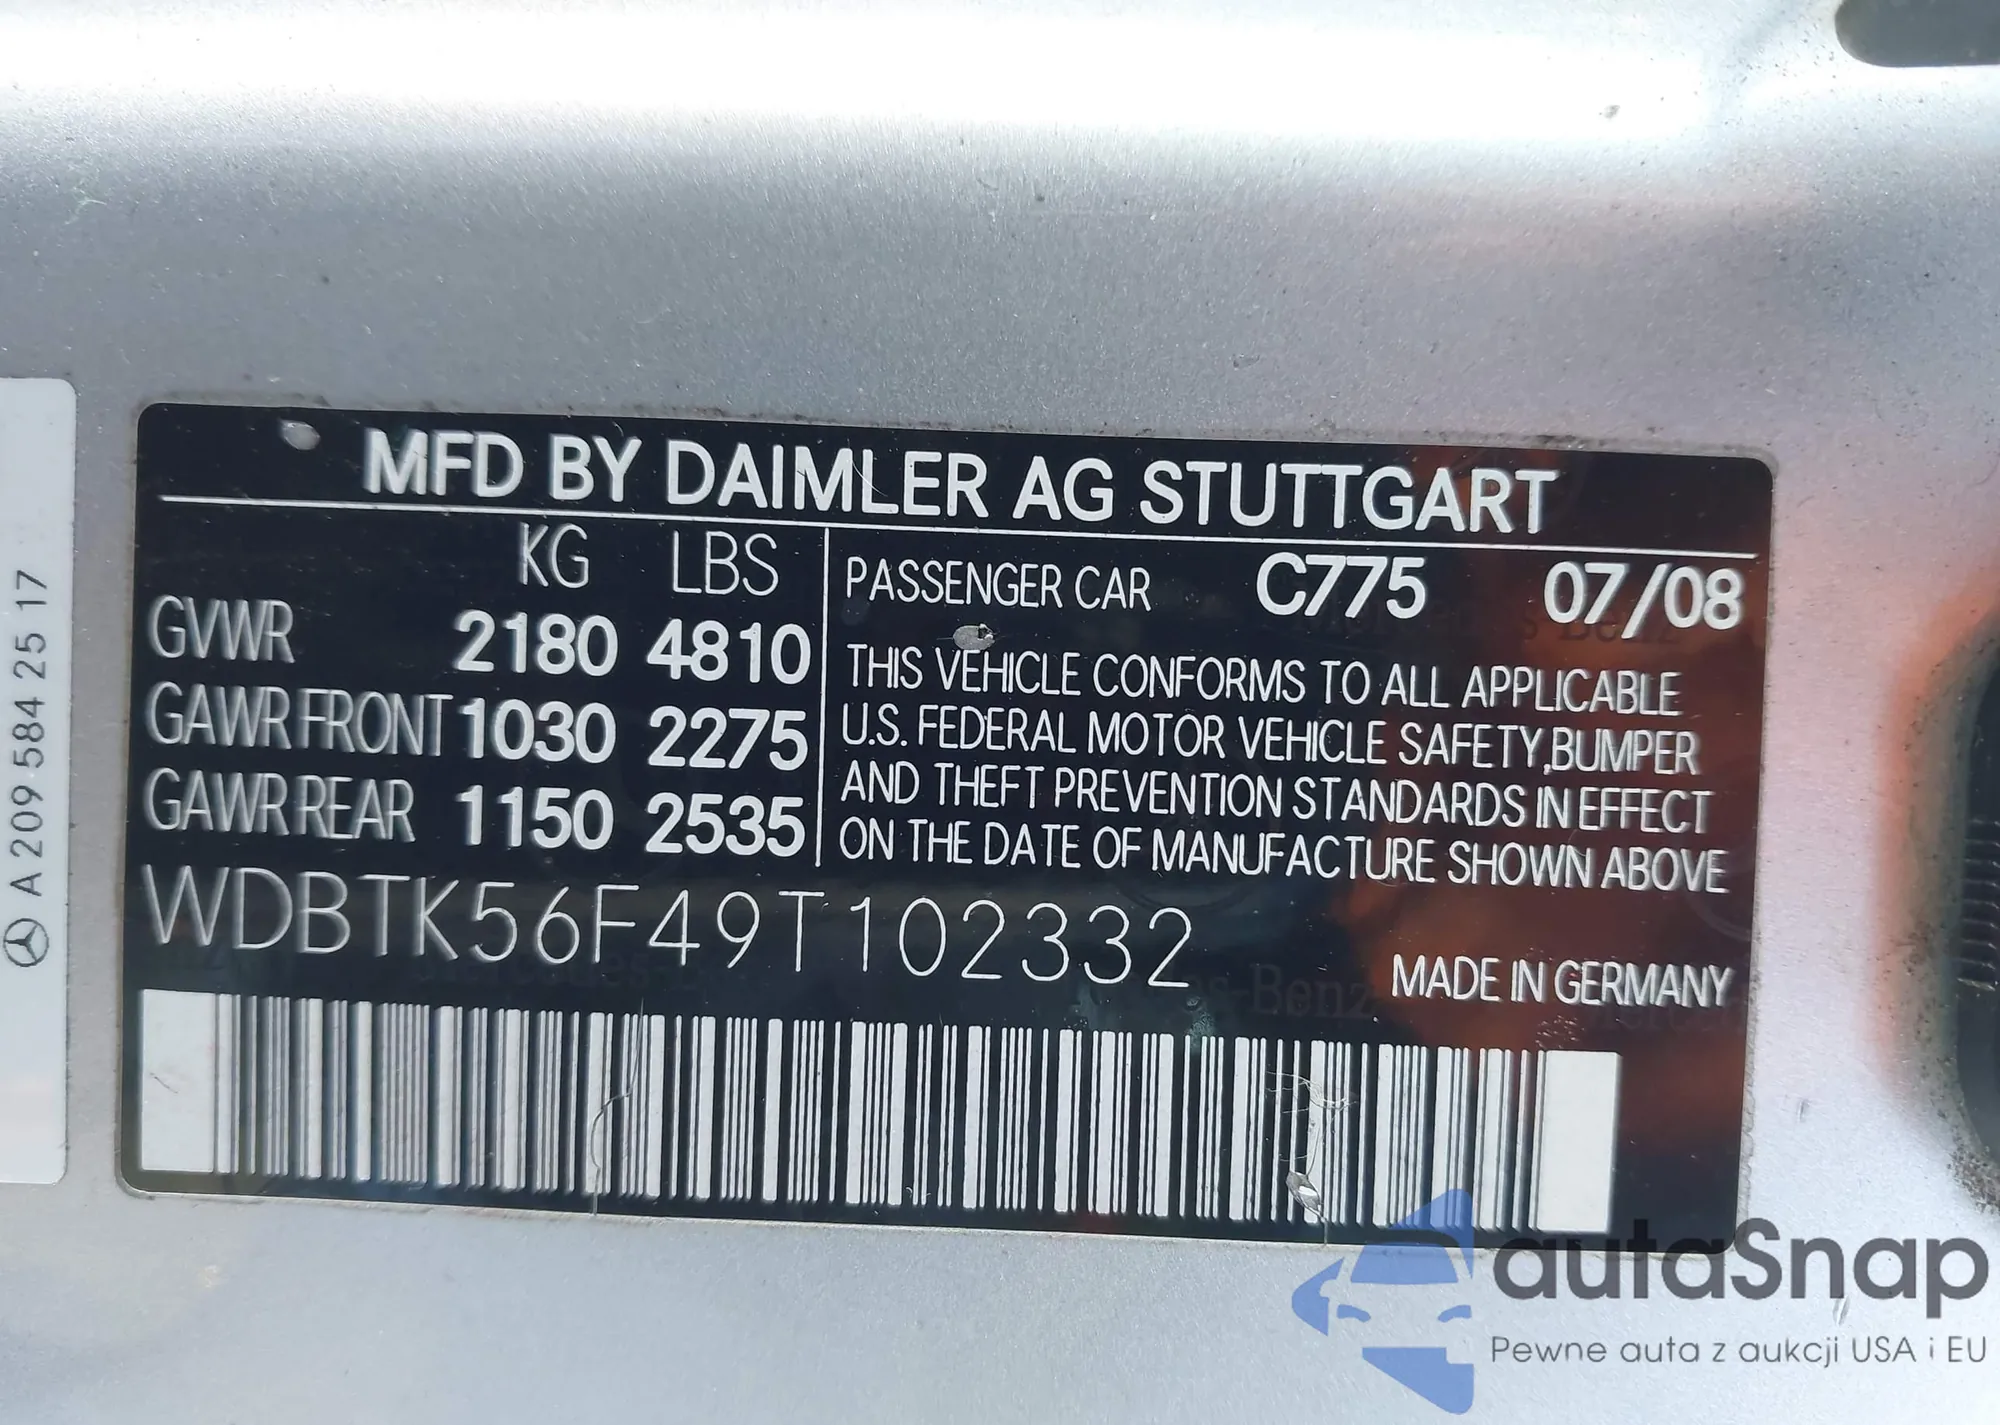 MFD BY DAIMLER AG STUTTGART
KG LBS
GVWR 2180 4810
GAWR FRONT 1030 2275
GAWR REAR 1150 2535
PASSENGER CAR C775 07/08
THIS VEHICLE CONFORMS TO ALL APPLICABLE
U.S. FEDERAL MOTOR VEHICLE SAFETY,BUMPER
AND THEFT PREVENTION STANDARDS IN EFFECT
ON THE DATE OF MANUFACTURE SHOWN ABOVE
WDBTK56F49T102332
MADE IN GERMANY
A 209 584 25 17
autaSnap
Pewne auta z aukcji USA i EU